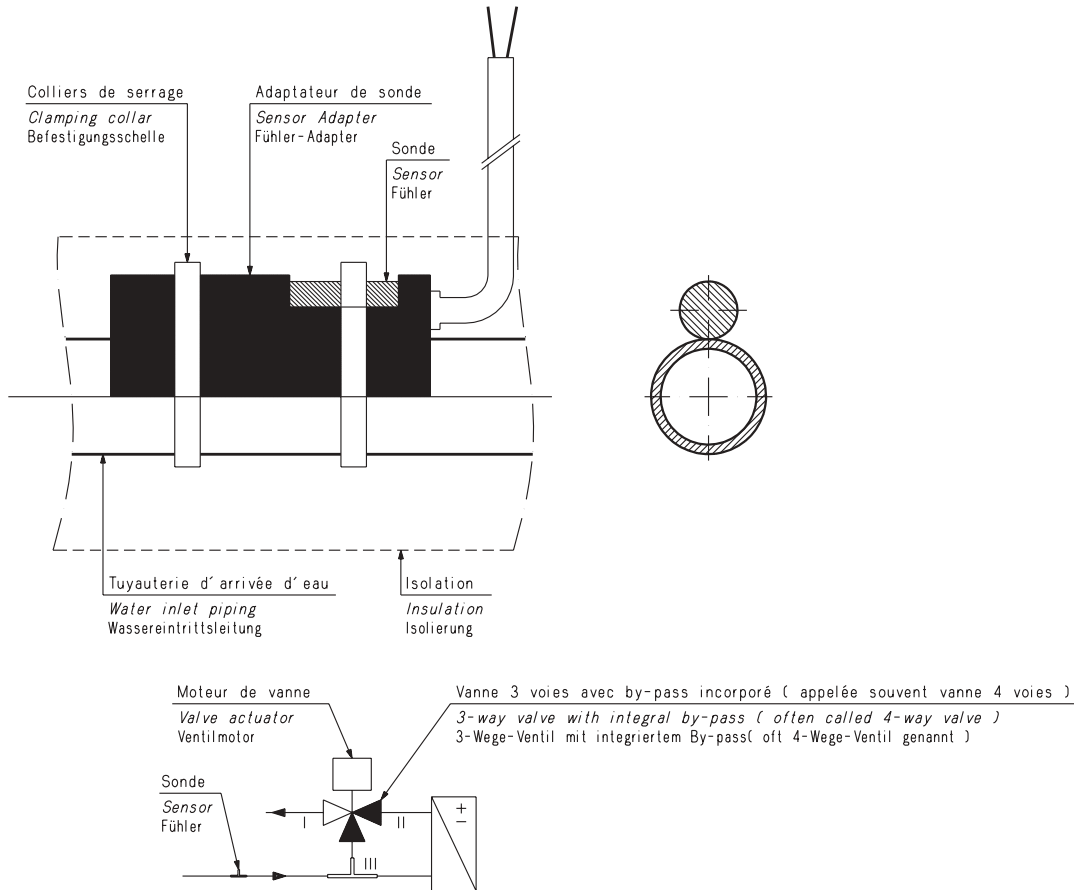 Colliers de serrage
Clamping collar
Befestigungsschelle
Adaptateur de sonde
Sensor Adapter
Fühler-Adapter
Sonde
Sensor
Fühler
Tuyauterie d'arrivée d'eau
Water inlet piping
Wassereintrittsleitung
Isolation
Insulation
Isolierung
Moteur de vanne
Valve actuator
Ventilmotor
Vanne 3 voies avec by-pass incorporé ( appelée souvent vanne 4 voies )
3-way valve with integral by-pass ( often called 4-way valve )
3-Wege-Ventil mit integriertem By-pass( oft 4-Wege-Ventil genannt )
Sonde
Sensor
Fühler
I
II
III
+
−